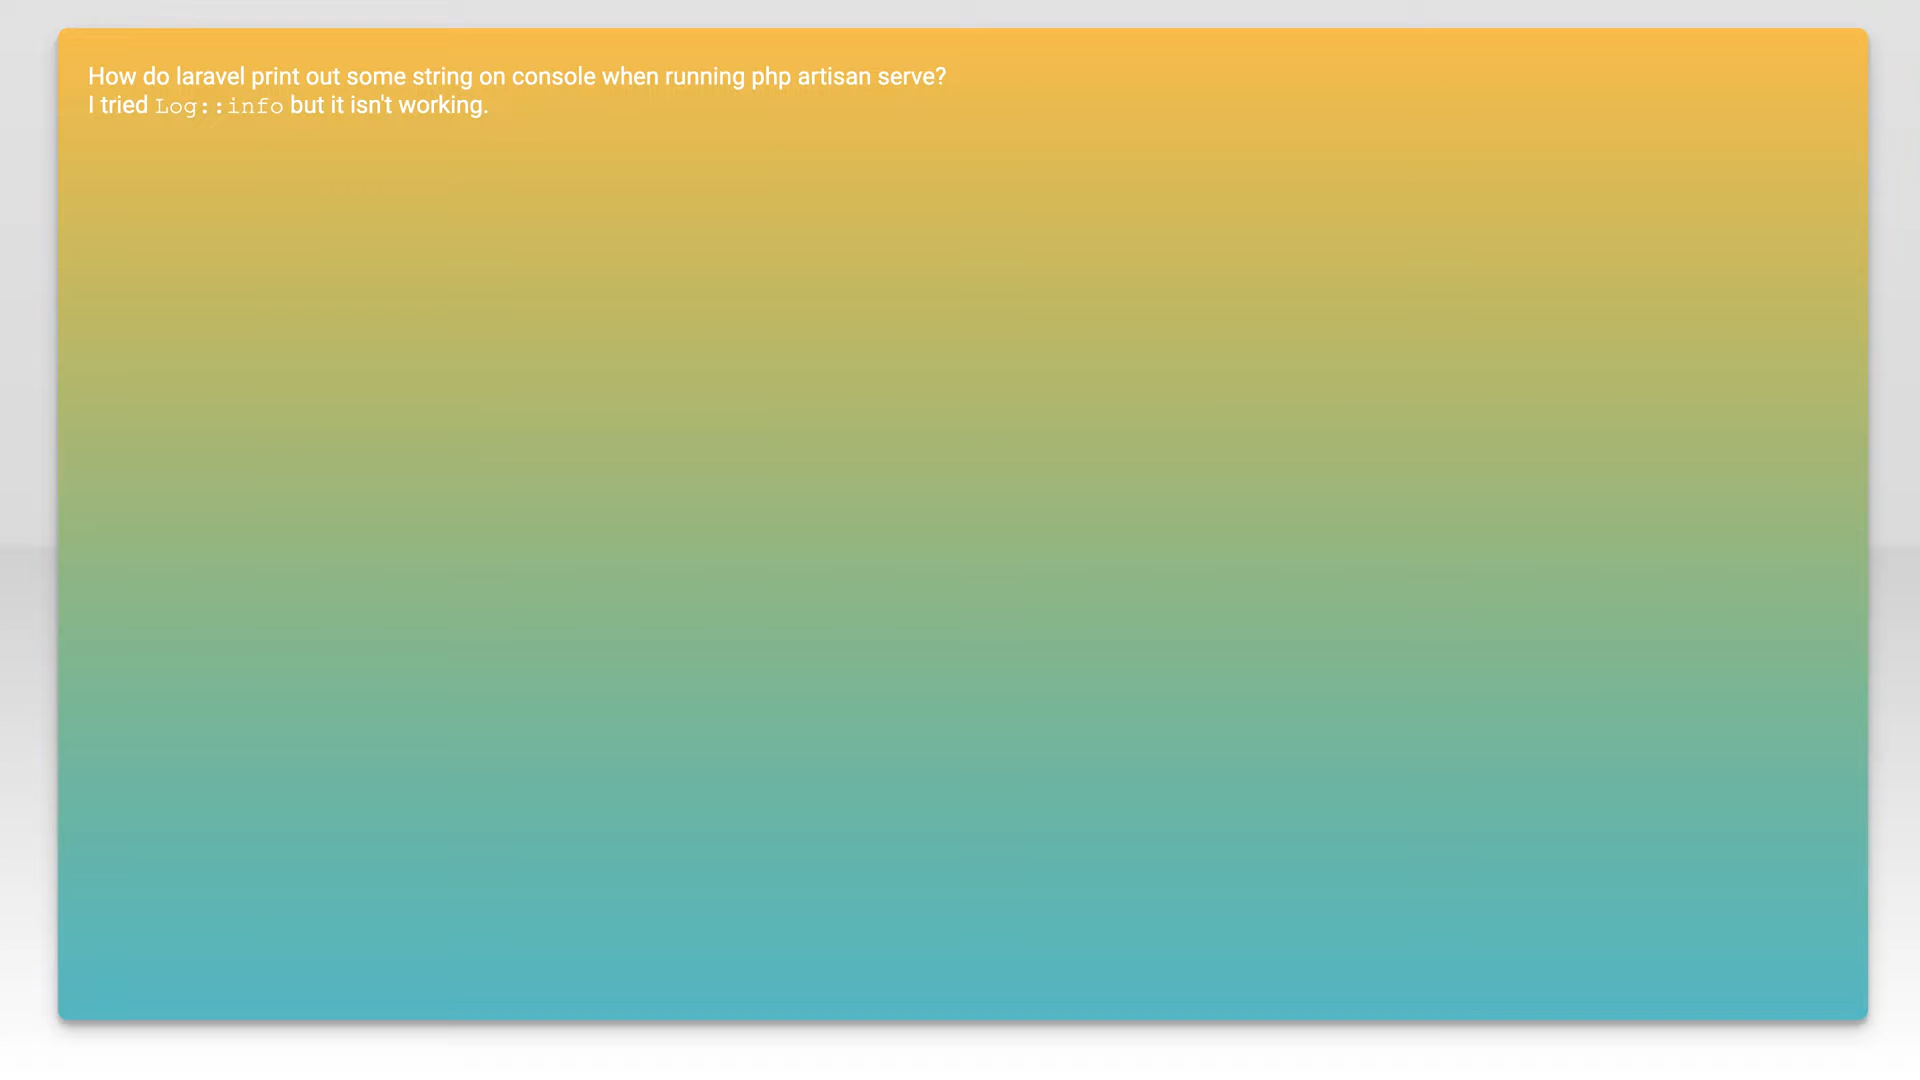 How do laravel print out some string on console when running php artisan serve?
I tried Log::info but it isn't working.